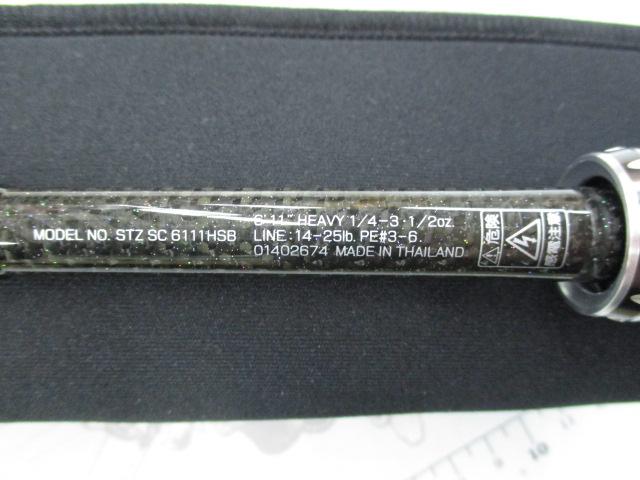 MODEL NO. STZ SC 6111HSB
6'11" HEAVY 1/4-3·1/2oz.
LINE:14-25lb. PE#3-6.
01402674 MADE IN THAILAND
危険
感電注意
10